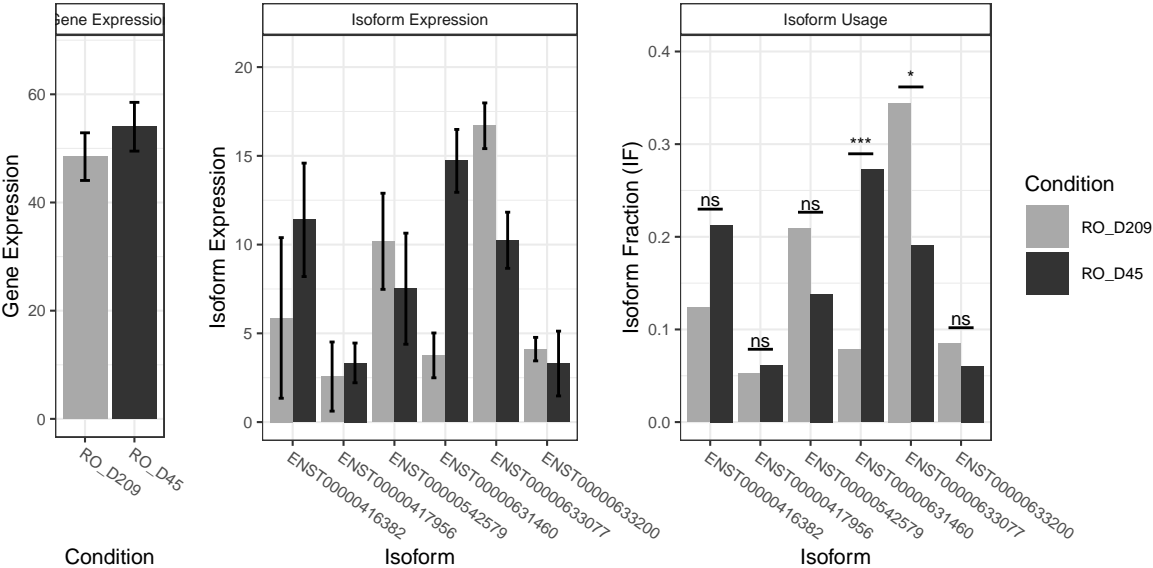 Gene Expression
Isoform Expression
Isoform Usage
Gene Expression
60
40
20
0
RO_D209
RO_D45
Condition
Isoform Expression
20
15
10
5
0
ENST00000416382
ENST00000417956
ENST00000542579
ENST00000631460
ENST00000633077
ENST00000633200
Isoform
Isoform Fraction (IF)
0.4
0.3
0.2
0.1
0.0
ns
ns
ns
***
*
ns
ENST00000416382
ENST00000417956
ENST00000542579
ENST00000631460
ENST00000633077
ENST00000633200
Isoform
Condition
RO_D209
RO_D45